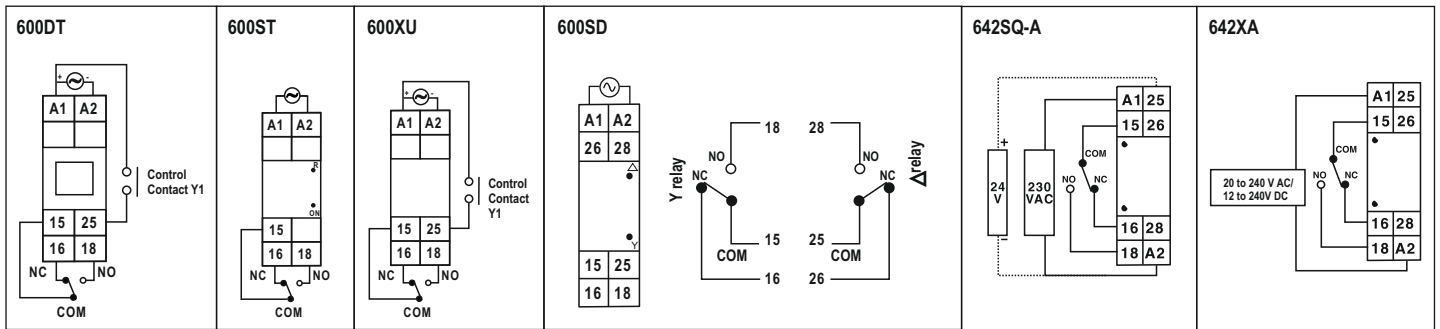 600DT
+ -
A1 A2
Control
Contact Y1
15 25
16 18
NC NO
COM
600ST
A1 A2
R
ON
15
16 18
NC NO
COM
600XU
+ -
A1 A2
Control
Contact
Y1
15 25
16 18
NC NO
COM
600SD
A1 A2
26 28
Δ
Y
15 25
16 18
Y relay
18
NO
NC
15
COM
16
28
NO
NC
25
COM
26
Δ relay
642SQ-A
A1 25
15 26
+
24
V
–
230
VAC
COM
NO NC
16 28
18 A2
642XA
A1 25
15 26
COM
NO NC
20 to 240 V AC/
12 to 240V DC
16 28
18 A2